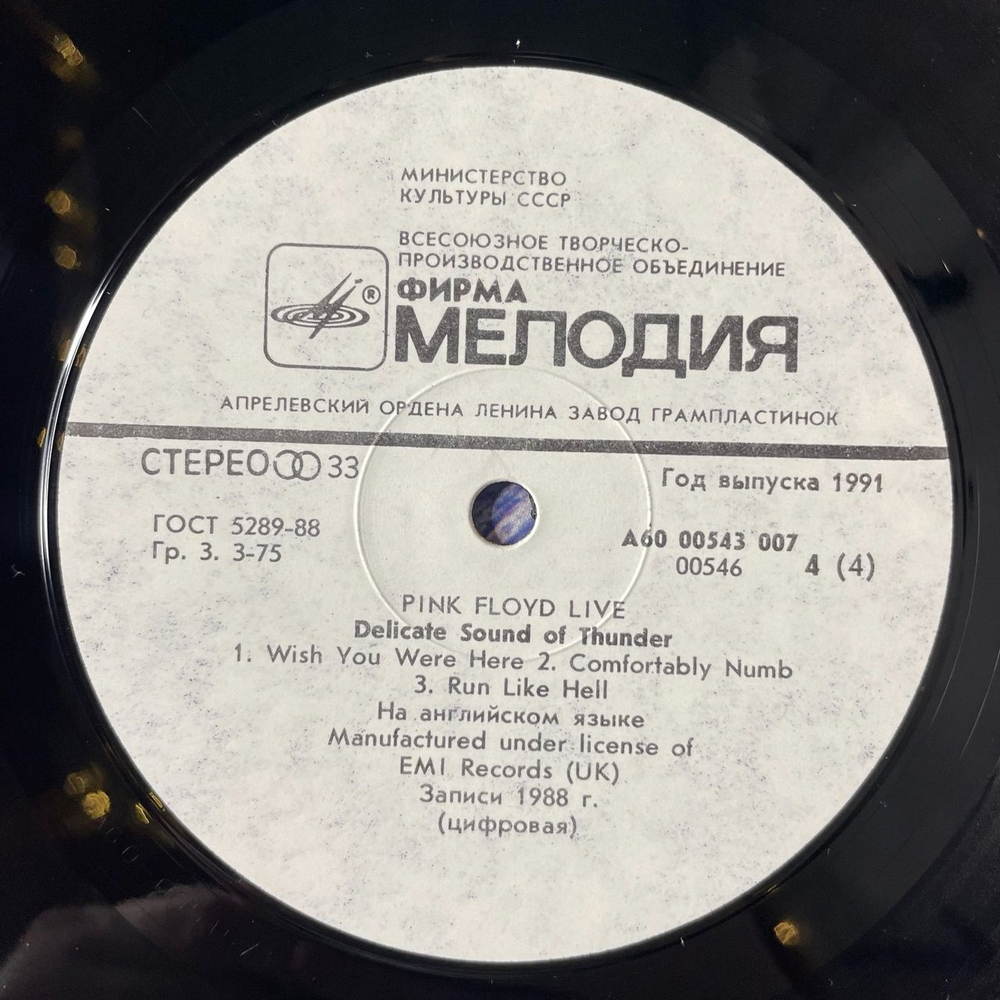 МИНИСТЕРСТВО
КУЛЬТУРЫ СССР
ВСЕСОЮЗНОЕ ТВОРЧЕСКО-
ПРОИЗВОДСТВЕННОЕ ОБЪЕДИНЕНИЕ
ФИРМА
®
МЕЛОДИЯ
АПРЕЛЕВСКИЙ ОРДЕНА ЛЕНИНА ЗАВОД ГРАМПЛАСТИНОК
СТЕРЕО 33
Год выпуска 1991
ГОСТ 5289-88
Гр. 3. 3-75
А60 00543 007
00546 4 (4)
PINK FLOYD LIVE
Delicate Sound of Thunder
1. Wish You Were Here 2. Comfortably Numb
3. Run Like Hell
На английском языке
Manufactured under license of
EMI Records (UK)
Записи 1988 г.
(цифровая)